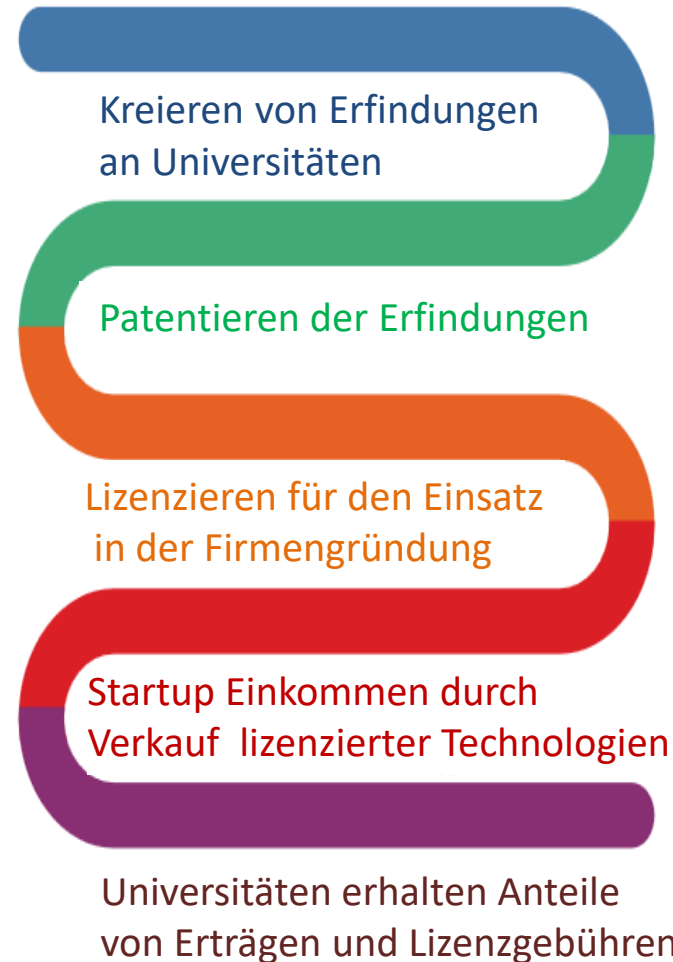 Kreieren von Erfindungen
an Universitäten
Patentieren der Erfindungen
Lizenzieren für den Einsatz
in der Firmengründung
Startup Einkommen durch
Verkauf lizenzierter Technologien
Universitäten erhalten Anteile
von Erträgen und Lizenzgebühren